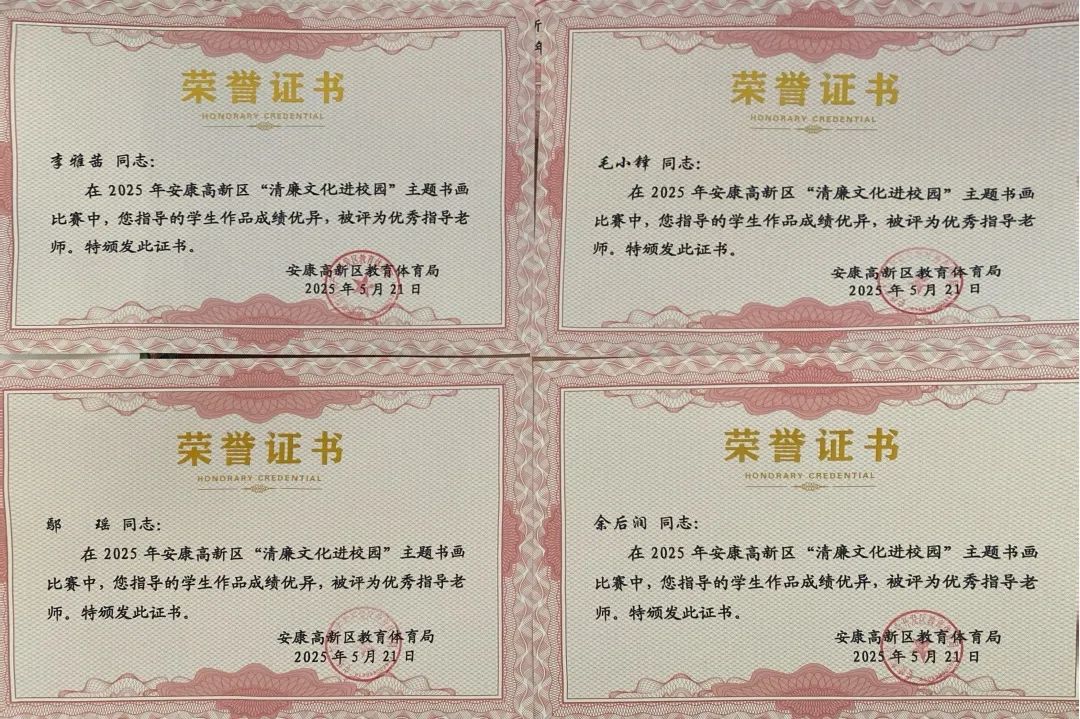 荣誉证书
HONORARY CREDENTIAL
李雅茜 同志：
在 2025 年安康高新区“清廉文化进校园”主题书画
比赛中，您指导的学生作品成绩优异，被评为优秀指导老
师。特颁发此证书。
安康高新区教育体育局
2025 年 5 月 21 日
荣誉证书
HONORARY CREDENTIAL
毛小锋 同志：
在 2025 年安康高新区“清廉文化进校园”主题书画
比赛中，您指导的学生作品成绩优异，被评为优秀指导老
师。特颁发此证书。
安康高新区教育体育局
2025 年 5 月 21 日
荣誉证书
HONORARY CREDENTIAL
鄢 瑶 同志：
在 2025 年安康高新区“清廉文化进校园”主题书画
比赛中，您指导的学生作品成绩优异，被评为优秀指导老
师。特颁发此证书。
安康高新区教育体育局
2025 年 5 月 21 日
荣誉证书
HONORARY CREDENTIAL
余后润 同志：
在 2025 年安康高新区“清廉文化进校园”主题书画
比赛中，您指导的学生作品成绩优异，被评为优秀指导老
师。特颁发此证书。
安康高新区教育体育局
2025 年 5 月 21 日